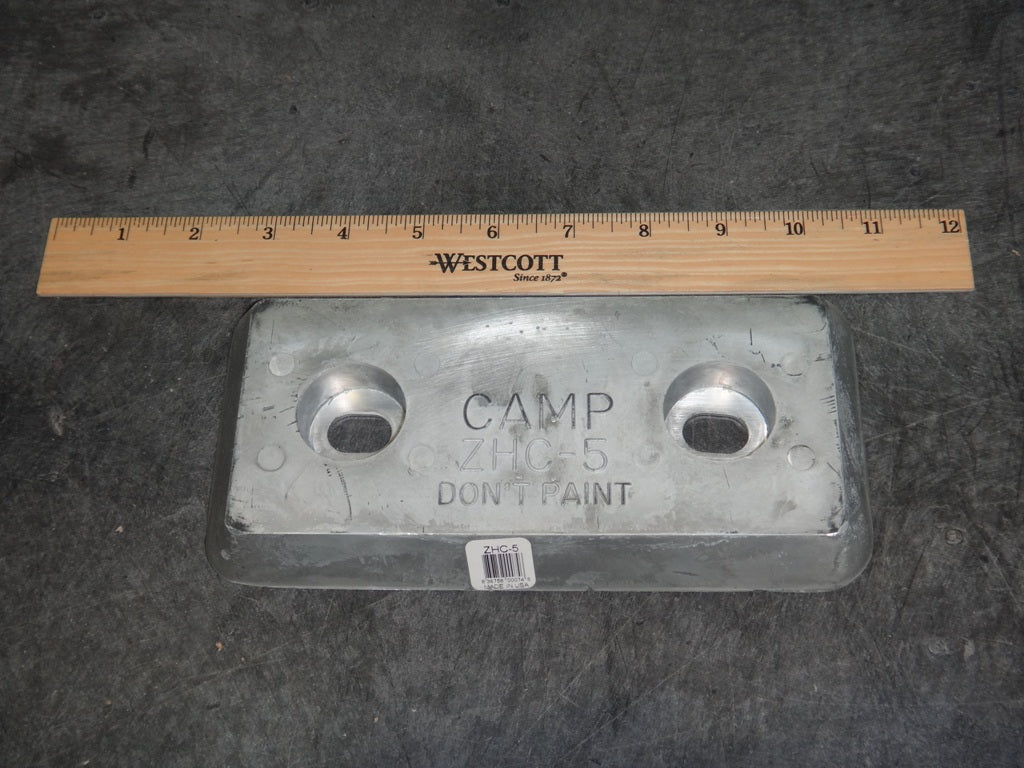 1 2 3 4 5 6 7 8 9 10 11 12
WESTCOTT
Since 1872®
CAMP
ZHC-5
DON'T PAINT
ZHC-5
MADE IN USA